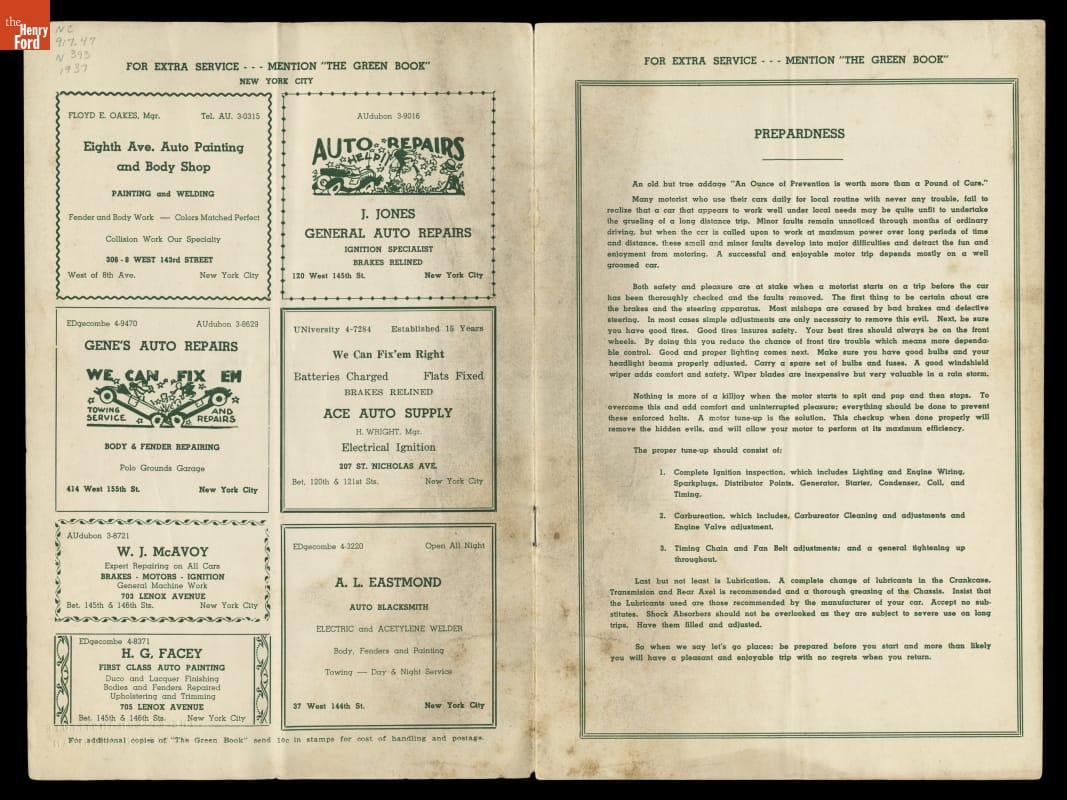 the
Henry
Ford
NC
917.47
N 393
1937
FOR EXTRA SERVICE - - - MENTION "THE GREEN BOOK"
NEW YORK CITY
FLOYD E. OAKES, Mgr. Tel. AU. 3-0315
Eighth Ave. Auto Painting
and Body Shop
PAINTING and WELDING
Fender and Body Work — Colors Matched Perfect
Collision Work Our Specialty
306 - 8 WEST 143rd STREET
West of 8th Ave. New York City
AUdubon 3-9016
AUTO REPAIRS
HELP!!
J. JONES
GENERAL AUTO REPAIRS
IGNITION SPECIALIST
BRAKES RELINED
120 West 145th St. New York City
EDgecombe 4-9470 AUdubon 3-8629
GENE'S AUTO REPAIRS
WE CAN FIX 'EM
TOWING
SERVICE
AND
REPAIRS
BODY & FENDER REPAIRING
Polo Grounds Garage
414 West 155th St. New York City
UNiversity 4-7284 Established 15 Years
We Can Fix'em Right
Batteries Charged Flats Fixed
BRAKES RELINED
ACE AUTO SUPPLY
H. WRIGHT, Mgr.
Electrical Ignition
207 ST. NICHOLAS AVE.
Bet, 120th & 121st Sts. New York City
AUdubon 3-8721
W. J. McAVOY
Expert Repairing on All Cars
BRAKES - MOTORS - IGNITION
General Machine Work
703 LENOX AVENUE
Bet. 145th & 146th Sts. New York City
EDgecombe 4-8371
H. G, FACEY
FIRST CLASS AUTO PAINTING
Duco and Lacquer Finishing
Bodies and Fenders Repaired
Upholstering and Trimming
705 LENOX AVENUE
Bet. 145th & 146th Sts. New York City
EDgecombe 4-3220 Open All Night
A. L. EASTMOND
AUTO BLACKSMITH
ELECTRIC and ACETYLENE WELDER
Body, Fenders and Painting
Towing — Day & Night Service
37 West 144th St. New York City
For additional copies of "The Green Book" send 10c in stamps for cost of handling and postage.
FOR EXTRA SERVICE - - - MENTION "THE GREEN BOOK"
PREPARDNESS
An old but true addage "An Ounce of Prevention is worth more than a Pound of Cure."
Many motorist who use their cars daily for local routine with never any trouble, fail to
realize that a car that appears to work well under local needs may be quite unfit to undertake
the grueling of a long distance trip. Minor faults remain unnoticed through months of ordinary
driving, but when the car is called upon to work at maximum power over long periods of time
and distance, these small and minor faults develop into major difficulties and detract the fun and
enjoyment from motoring. A successful and enjoyable motor trip depends mostly on a well
groomed car.
Both safety and pleasure are at stake when a motorist starts on a trip before the car
has been thoroughly checked and the faults removed. The first thing to be certain about are
the brakes and the steering apparatus. Most mishaps are caused by bad brakes and defective
steering. In most cases simple adjustments are only necessary to remove this evil. Next, be sure
you have good tires. Good tires insures safety. Your best tires should always be on the front
wheels. By doing this you reduce the chance of front tire trouble which means more dependa-
ble control. Good and proper lighting comes next. Make sure you have good bulbs and your
headlight beams properly adjusted. Carry a spare set of bulbs and fuses. A good windshield
wiper adds comfort and safety. Wiper blades are inexpensive but very valuable in a rain storm.
Nothing is more of a killjoy when the motor starts to spit and pop and then stops. To
overcome this and add comfort and uninterrupted pleasure; everything should be done to prevent
these enforced halts. A motor tune-up is the solution. This checkup when done properly will
remove the hidden evils, and will allow your motor to perform at its maximum efficiency.
The proper tune-up should consist of;
1. Complete Ignition inspection, which includes Lighting and Engine Wiring,
Sparkplugs, Distributor Points, Generator, Starter, Condenser, Coil, and
Timing.
2. Carbureation, which includes, Carbureator Cleaning and adjustments and
Engine Valve adjustment.
3. Timing Chain and Fan Belt adjustments; and a general tightening up
throughout.
Last but not least is Lubrication. A complete change of lubricants in the Crankcase,
Transmision and Rear Axel is recommended and a thorough greasing of the Chassis. Insist that
the Lubricants used are those recommended by the manufacturer of your car. Accept no sub-
stitutes. Shock Absorbers should not be overlooked as they are subject to severe use on long
trips. Have them filled and adjusted.
So when we say let's go places; be prepared before you start and more than likely
you will have a pleasant and enjoyable trip with no regrets when you return.